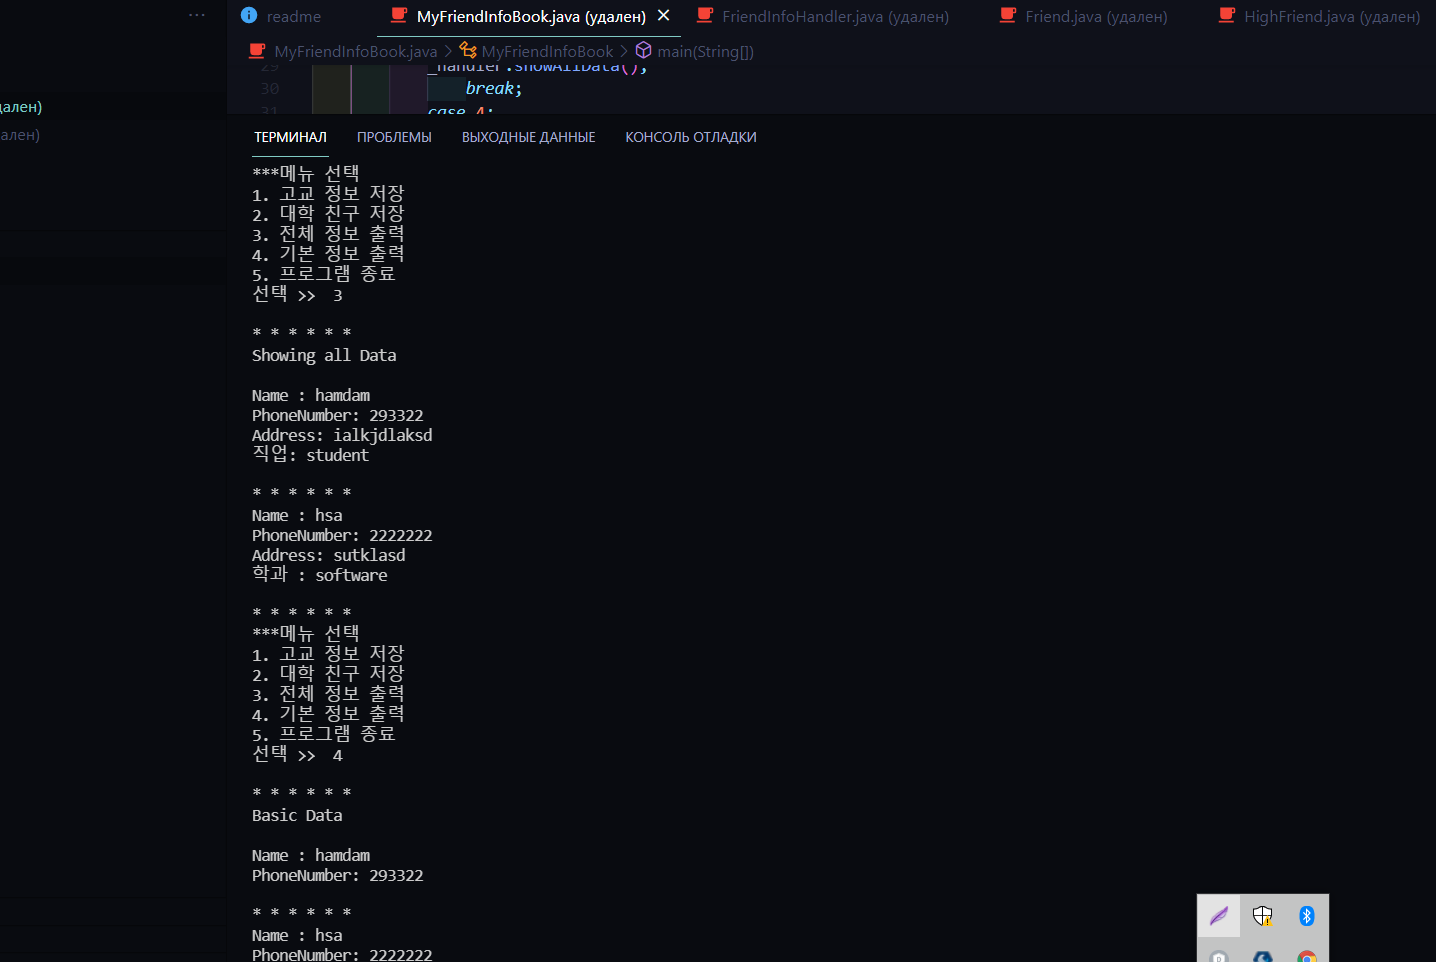 readme
MyFriendInfoBook.java (удален)
FriendInfoHandler.java (удален)
Friend.java (удален)
HighFriend.java (удален)
MyFriendInfoBook.java > MyFriendInfoBook > main(String[])
дален)
ален)
29 _handler.showAllData();
30 break;
31 case 4:
ТЕРМИНАЛ ПРОБЛЕМЫ ВЫХОДНЫЕ ДАННЫЕ КОНСОЛЬ ОТЛАДКИ
***메뉴 선택
1. 고교 정보 저장
2. 대학 친구 저장
3. 전체 정보 출력
4. 기본 정보 출력
5. 프로그램 종료
선택 >> 3
* * * * * *
Showing all Data
Name : hamdam
PhoneNumber: 293322
Address: ialkjdlaksd
직업: student
* * * * * *
Name : hsa
PhoneNumber: 2222222
Address: sutklasd
학과 : software
* * * * * *
***메뉴 선택
1. 고교 정보 저장
2. 대학 친구 저장
3. 전체 정보 출력
4. 기본 정보 출력
5. 프로그램 종료
선택 >> 4
* * * * * *
Basic Data
Name : hamdam
PhoneNumber: 293322
* * * * * *
Name : hsa
PhoneNumber: 2222222